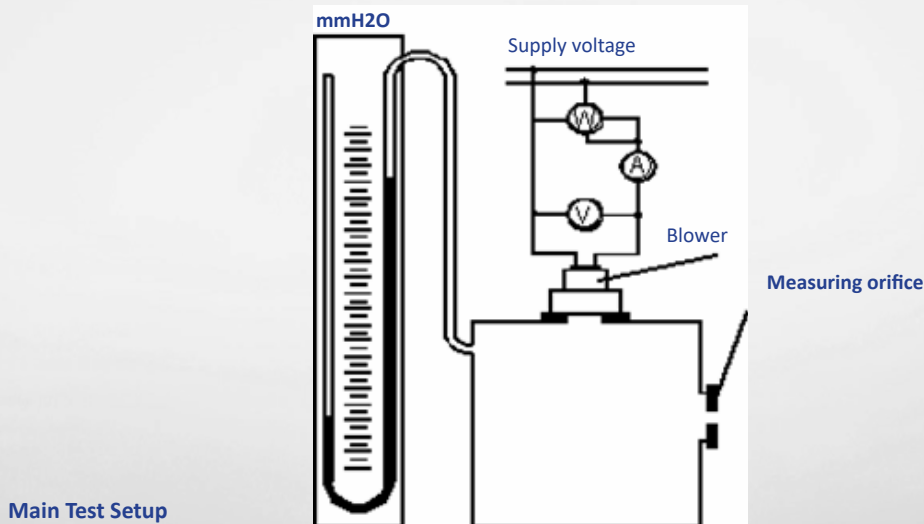 mmH2O
Supply voltage
W
A
V
Blower
Measuring orifice
Main Test Setup